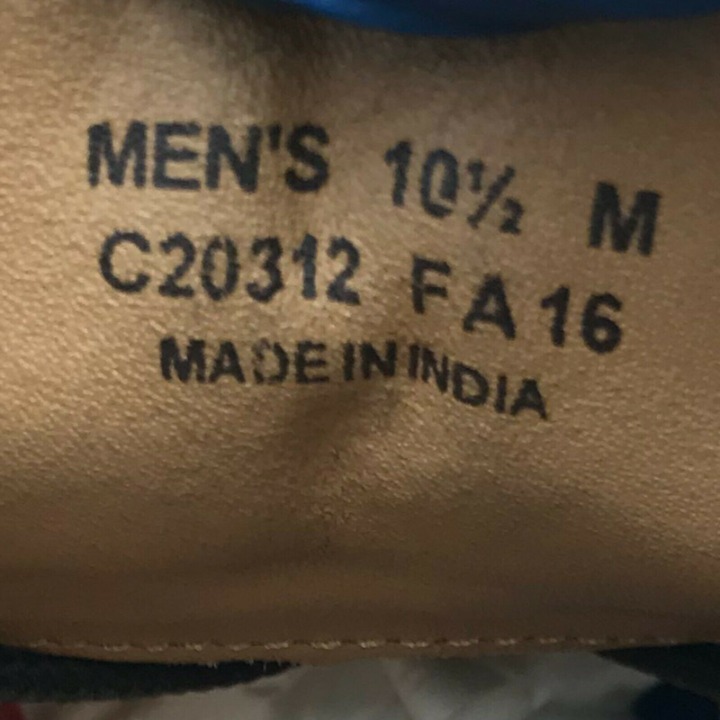 MEN'S 10½ M
C20312 FA16
MADE IN INDIA